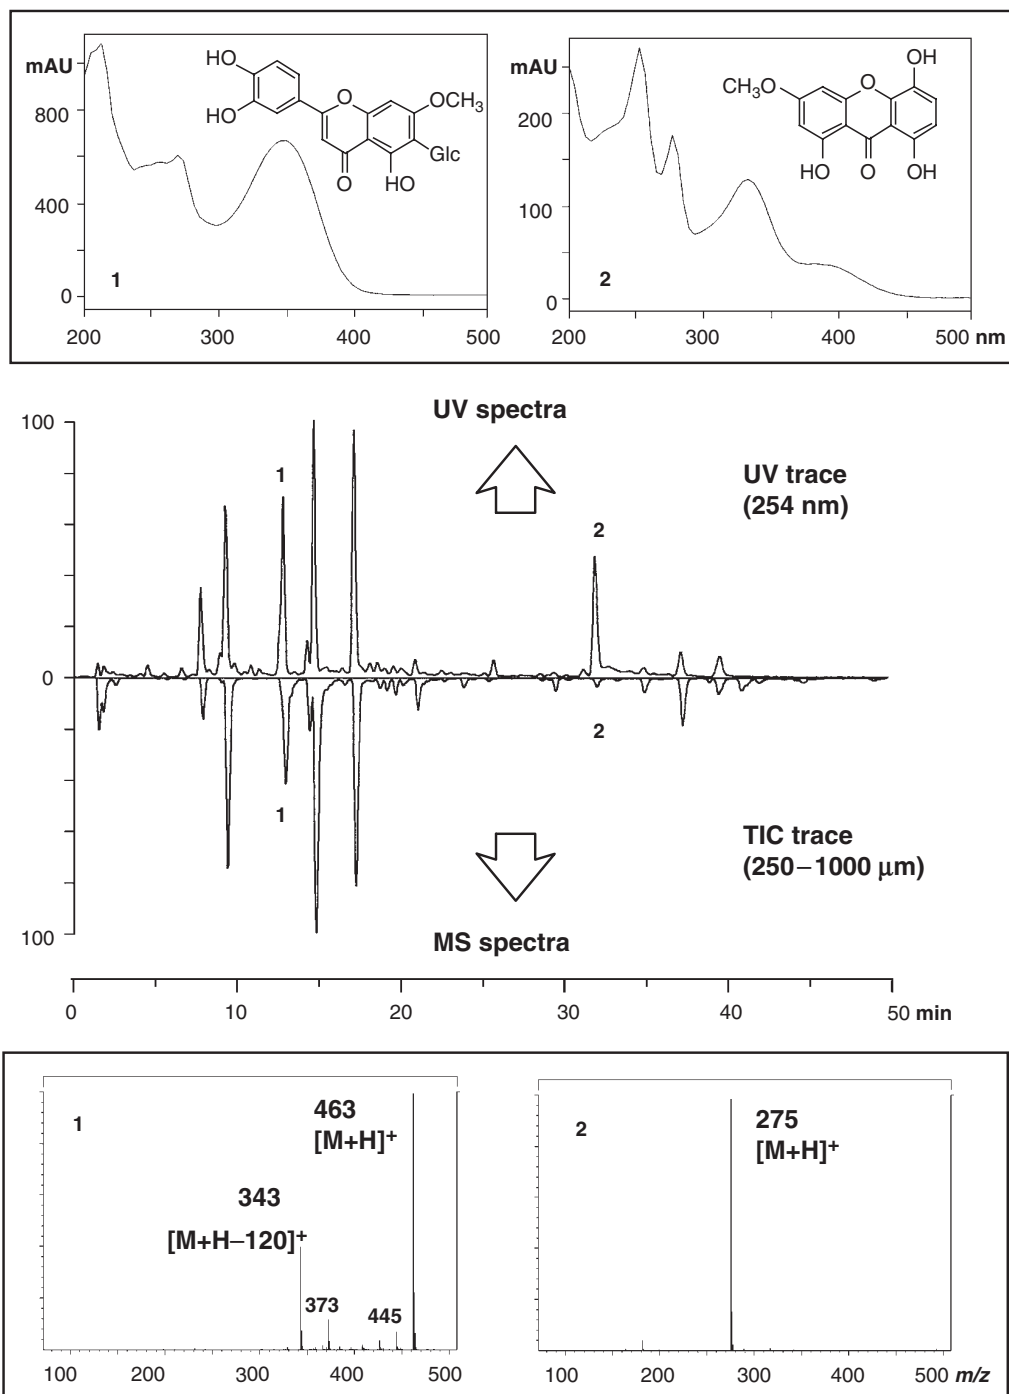 mAU
800
400
0
HO
HO
O
OCH3
Glc
O
HO
1
200 300 400 500
mAU
200
100
0
OH
CH3O
O
HO
O
OH
2
200 300 400 500 nm
UV spectra
100
0
100
1
2
UV trace
(254 nm)
1
2
TIC trace
(250–1000 μm)
MS spectra
0 10 20 30 40 50 min
1
463
[M+H]+
343
[M+H–120]+
373
445
100 200 300 400 500
2
275
[M+H]+
100 200 300 400 500 m/z